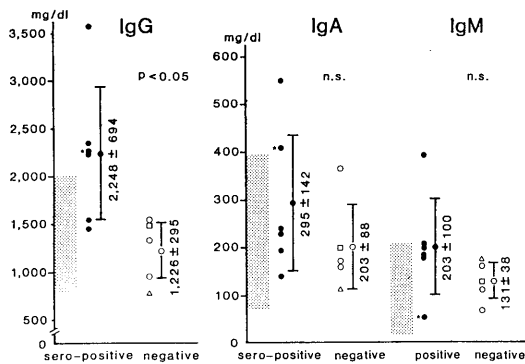 mg/dl
IgG
3,500
P<0.05
3,000
2,500
2,000
1,500
1,000
500
0
2,248 ± 694
1,226 ± 295
sero-positive negative
mg/dl
IgA
IgM
600
n.s.
n.s.
500
400
300
200
100
0
295 ± 142
203 ± 88
203 ± 100
131 ± 38
sero-positive negative
positive negative